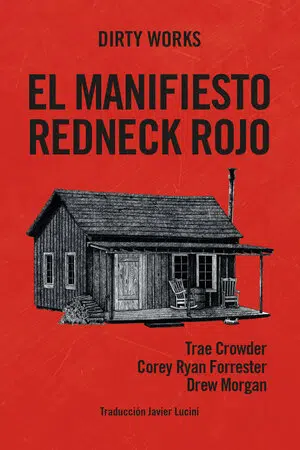 DIRTY WORKS
EL MANIFIESTO
REDNECK ROJO
Trae Crowder
Corey Ryan Forrester
Drew Morgan
Traducción Javier Lucini